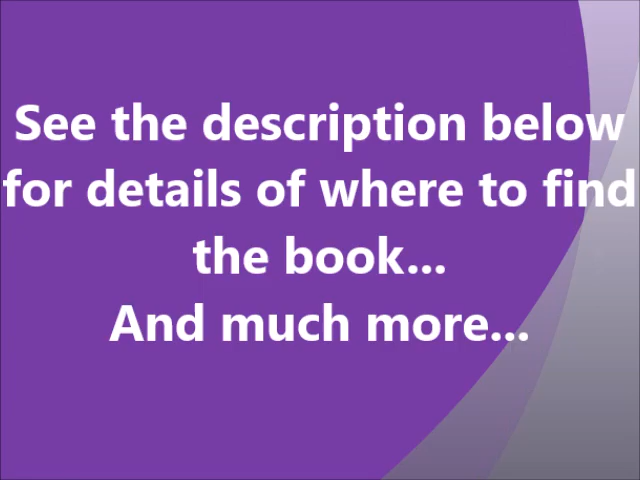 See the description below
for details of where to find
the book...
And much more...